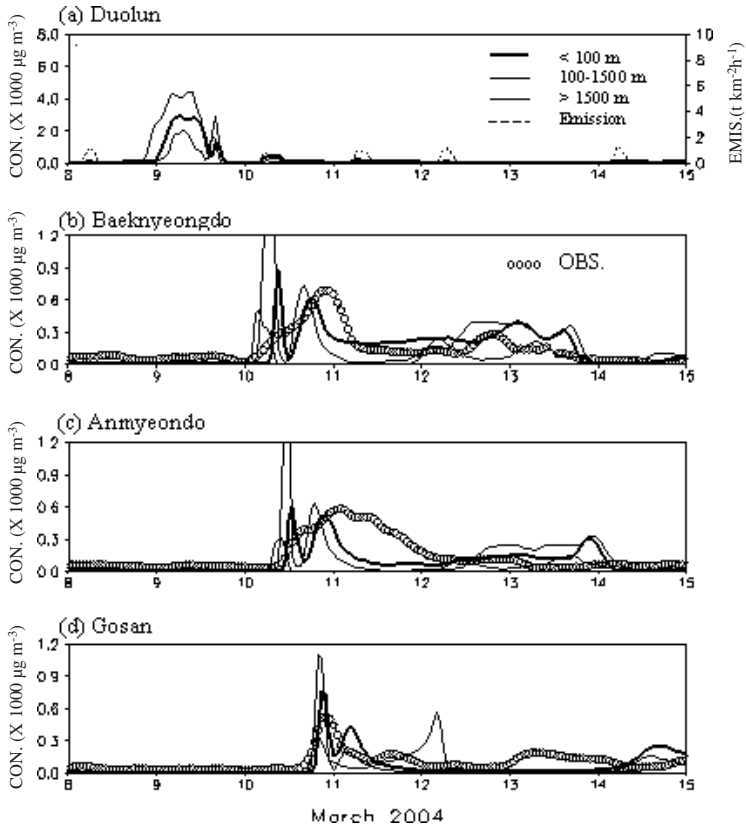 (a) Duolun
CON. (X 1000 µg m-3)
8.0
6.0
4.0
2.0
0.0
10
8
6
4
2
0
EMIS.(t km-2h-1)
< 100 m
100-1500 m
> 1500 m
Emission
8 9 10 11 12 13 14 15
(b) Baeknyeongdo
CON. (X 1000 µg m-3)
1.2
0.9
0.6
0.3
0.0
OBS.
8 9 10 11 12 13 14 15
(c) Anmyeondo
CON. (X 1000 µg m-3)
1.2
0.9
0.6
0.3
0.0
8 9 10 11 12 13 14 15
(d) Gosan
CON. (X 1000 µg m-3)
1.2
0.9
0.6
0.3
0.0
8 9 10 11 12 13 14 15
March 2004